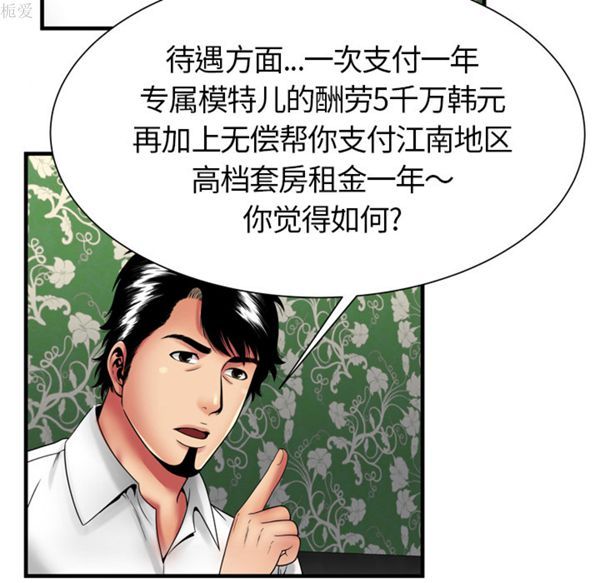 栀爱
待遇方面...一次支付一年
专属模特儿的酬劳5千万韩元
再加上无偿帮你支付江南地区
高档套房租金一年～
你觉得如何?